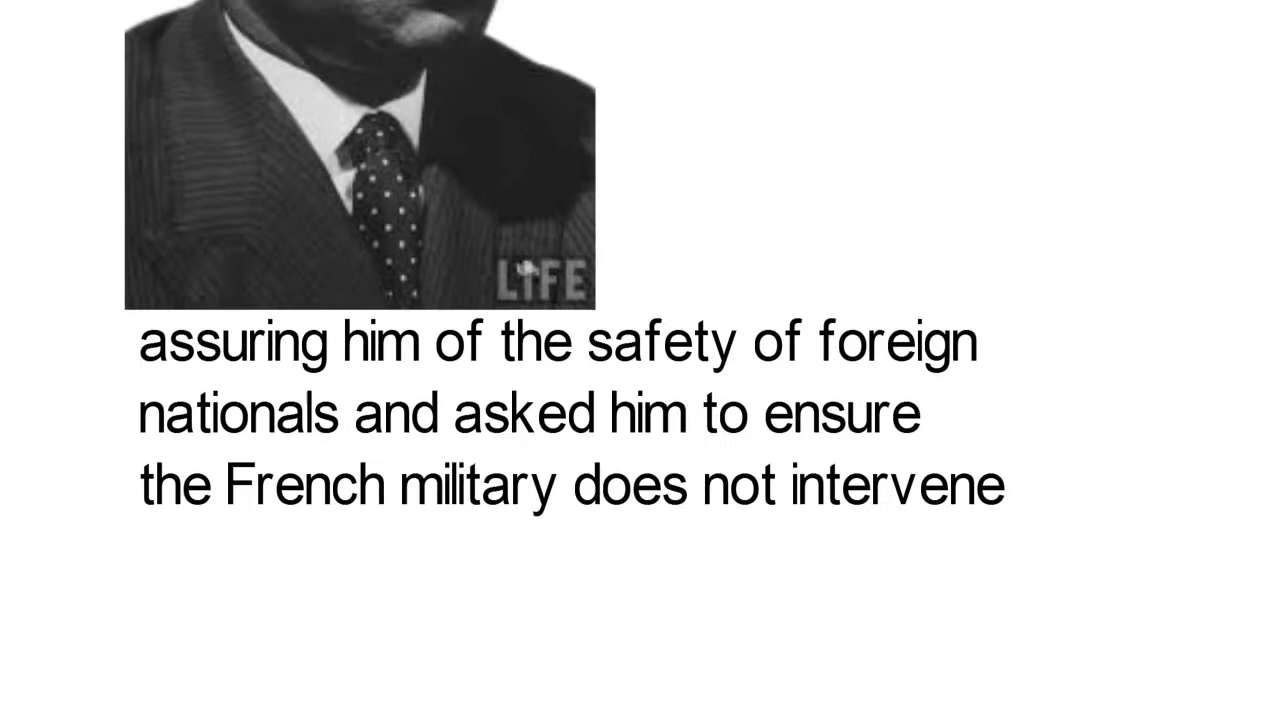 LIFE
assuring him of the safety of foreign
nationals and asked him to ensure
the French military does not intervene